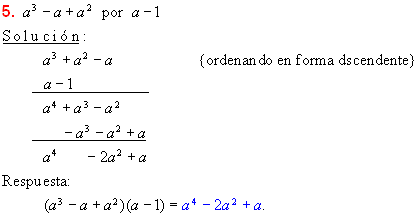 5. a³ − a + a² por a − 1
Solución:
a³ + a² − a {ordenando en forma dscendente}
a − 1
a⁴ + a³ − a²
− a³ − a² + a
a⁴ − 2a² + a
Respuesta:
(a³ − a + a²)(a − 1) = a⁴ − 2a² + a.